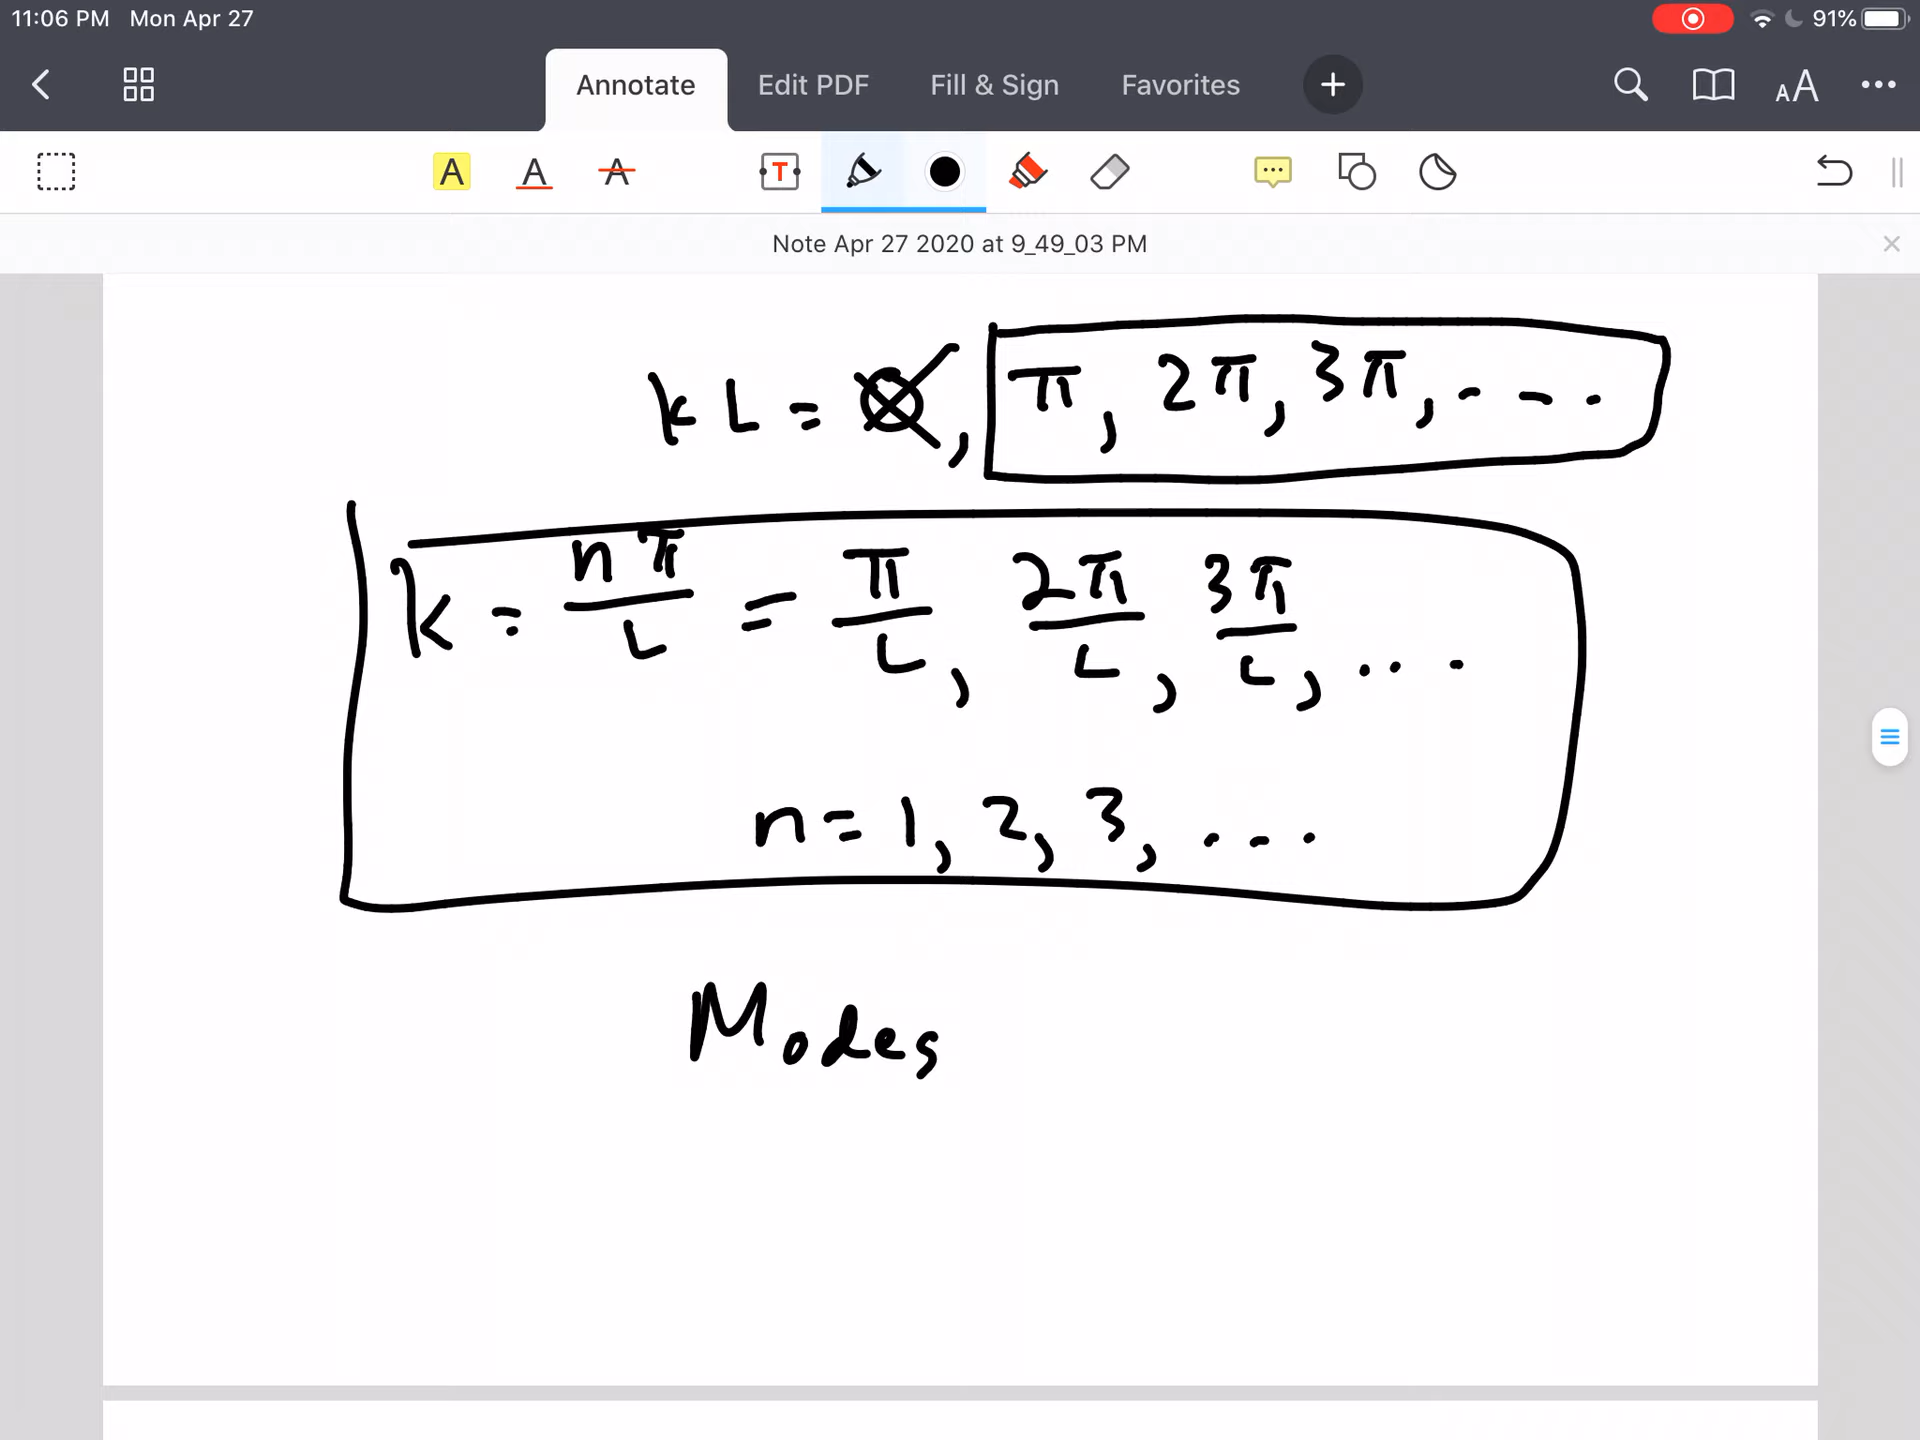 11:06 PM Mon Apr 27 91%
Annotate Edit PDF Fill & Sign Favorites
Note Apr 27 2020 at 9_49_03 PM
kL = 0, π, 2π, 3π, ...
k = nπ/L = π/L, 2π/L, 3π/L, ...
n = 1, 2, 3, ...
Modes